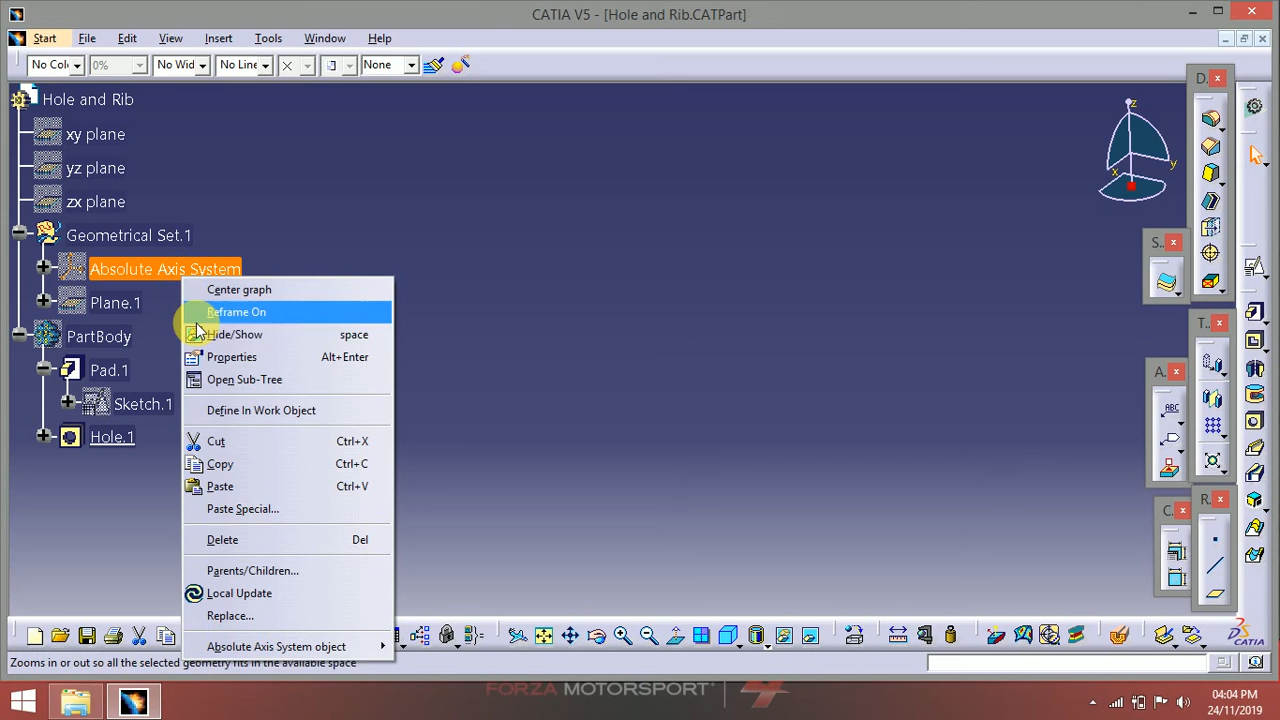 CATIA V5 - [Hole and Rib.CATPart]
Start File Edit View Insert Tools Window Help
No Col 0% No Wid No Line None
D.
Hole and Rib
xy plane
yz plane
zx plane
Geometrical Set.1
Absolute Axis System
Plane.1
PartBody
Pad.1
Sketch.1
Hole.1
Center graph
Reframe On
Hide/Show space
Properties Alt+Enter
Open Sub-Tree
Define In Work Object
Cut Ctrl+X
Copy Ctrl+C
Paste Ctrl+V
Paste Special...
Delete Del
Parents/Children...
Local Update
Replace...
Absolute Axis System object
z
y
x
S..
T..
A.
ABC
R.
C.
CATIA
Zooms in or out so all the selected geometry fits in the available space
FORZA MOTORSPORT 4
04:04 PM
24/11/2019